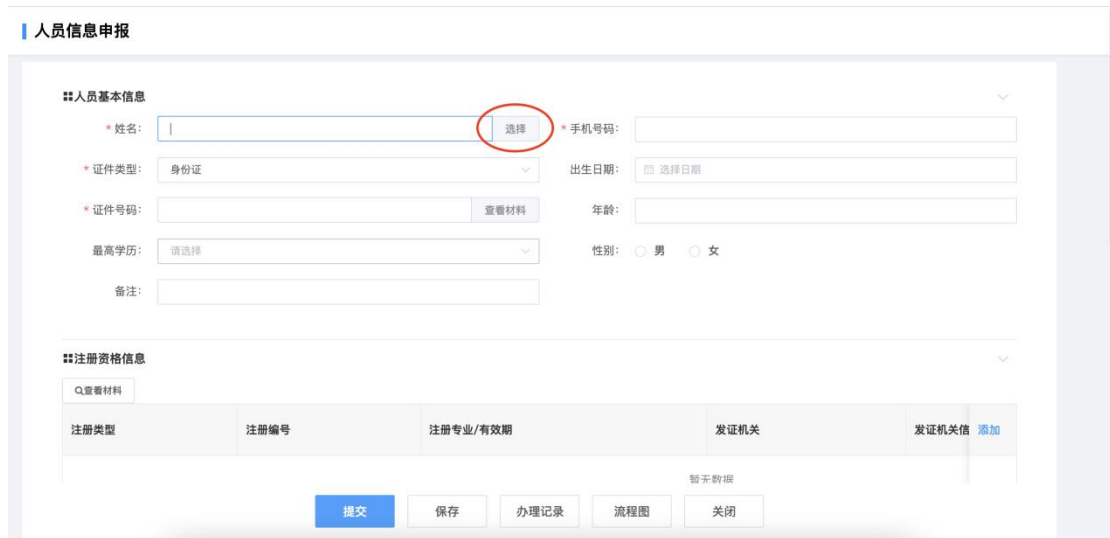 人员信息申报
人员基本信息
* 姓名: 选择 * 手机号码:
* 证件类型: 身份证 出生日期: 选择日期
* 证件号码: 查看材料 年龄:
最高学历: 请选择 性别: 男 女
备注:
注册资格信息
查看材料
注册类型 注册编号 注册专业/有效期 发证机关 发证机关信 添加
暂无数据
提交 保存 办理记录 流程图 关闭